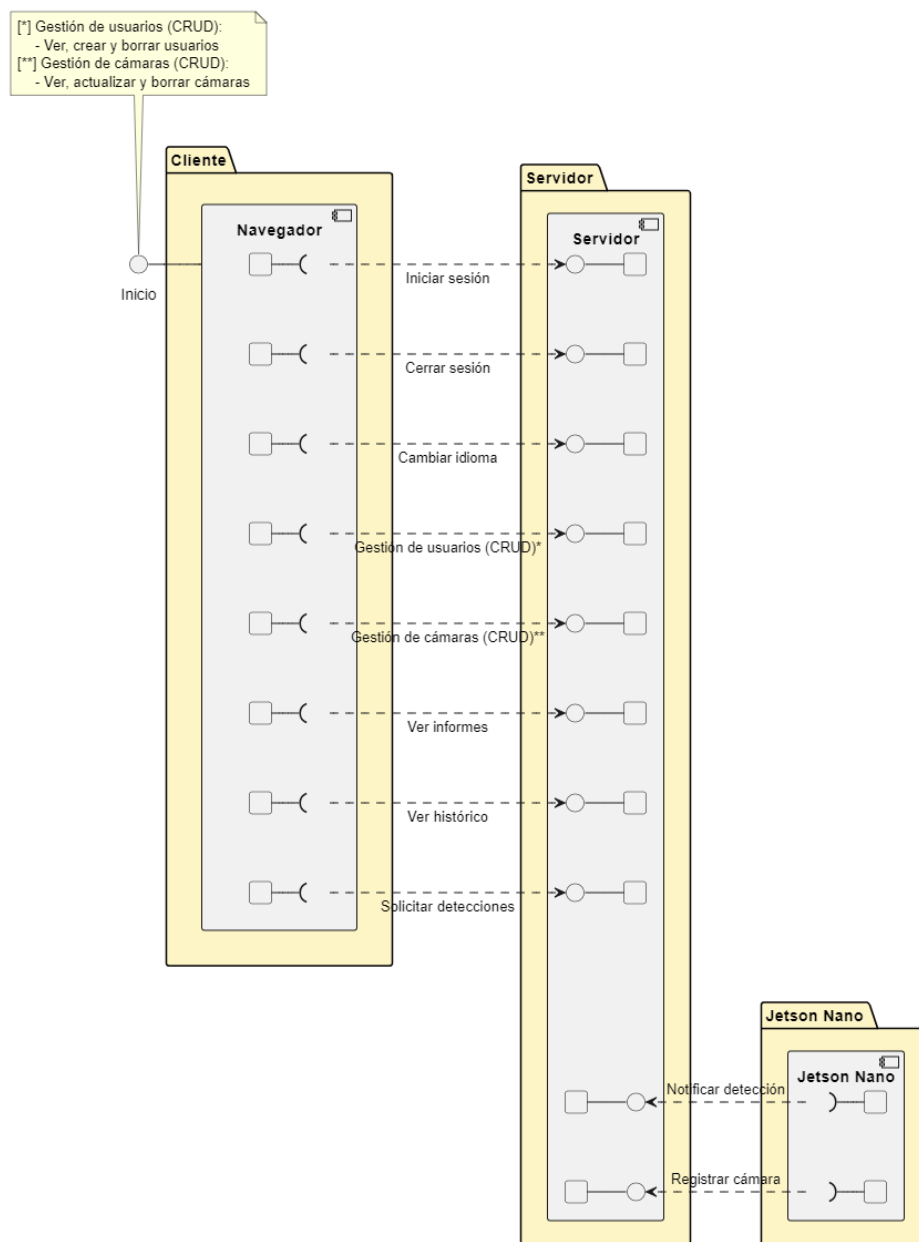 [*] Gestión de usuarios (CRUD):
- Ver, crear y borrar usuarios
[**] Gestión de cámaras (CRUD):
- Ver, actualizar y borrar cámaras
Cliente
Servidor
Navegador
Servidor
Inicio
Iniciar sesión
Cerrar sesión
Cambiar idioma
Gestión de usuarios (CRUD)*
Gestión de cámaras (CRUD)**
Ver informes
Ver histórico
Solicitar detecciones
Jetson Nano
Jetson Nano
Notificar detección
Registrar cámara